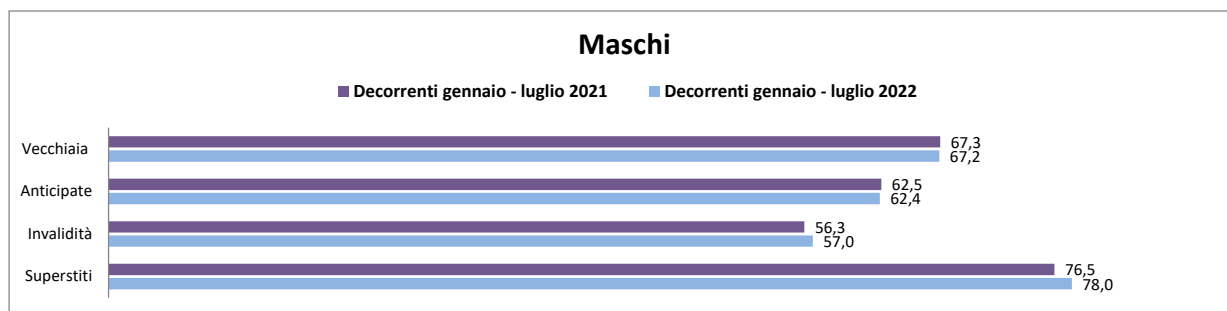 Maschi
Decorrenti gennaio - luglio 2021 Decorrenti gennaio - luglio 2022
Vecchiaia 67,3
67,2
Anticipate 62,5
62,4
Invalidità 56,3
57,0
Superstiti 76,5
78,0